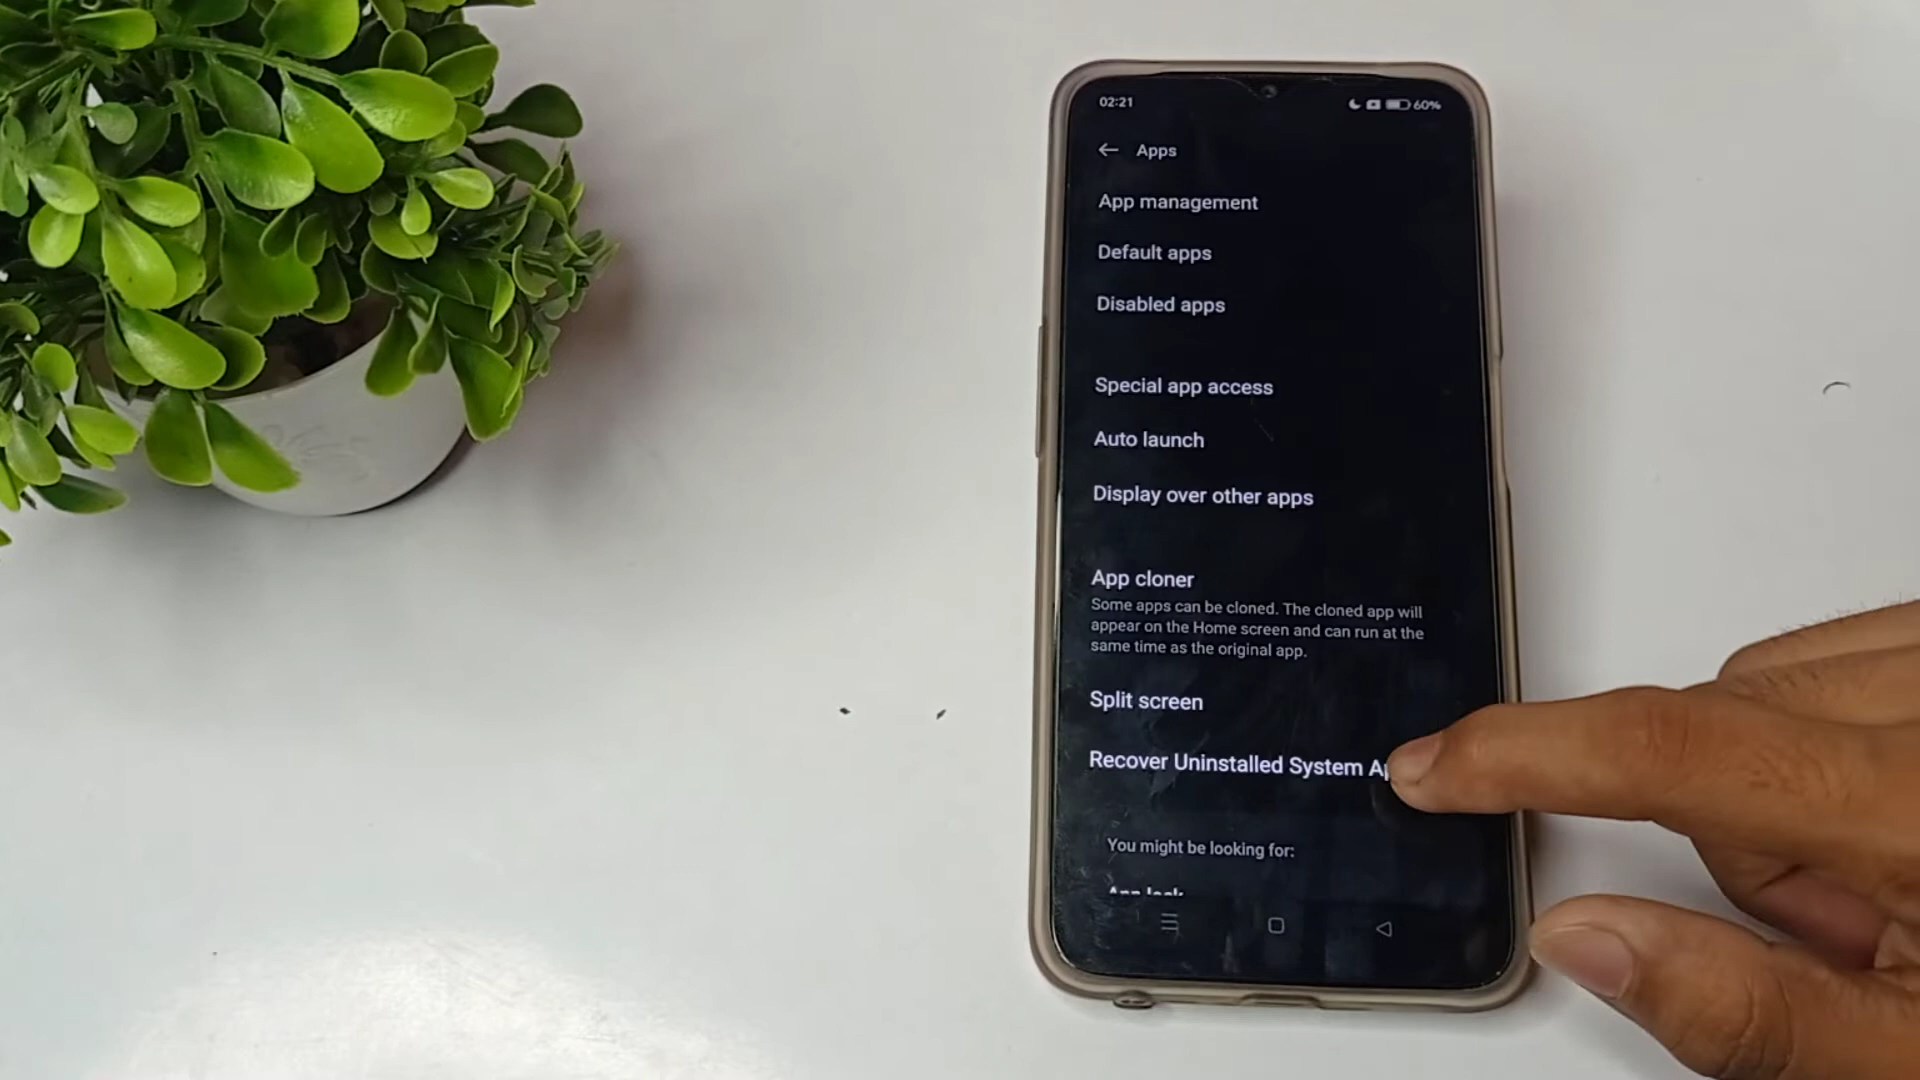 02:21
60%
Apps
App management
Default apps
Disabled apps
Special app access
Auto launch
Display over other apps
App cloner
Some apps can be cloned. The cloned app will
appear on the Home screen and can run at the
same time as the original app.
Split screen
Recover Uninstalled System
You might be looking for:
App lock